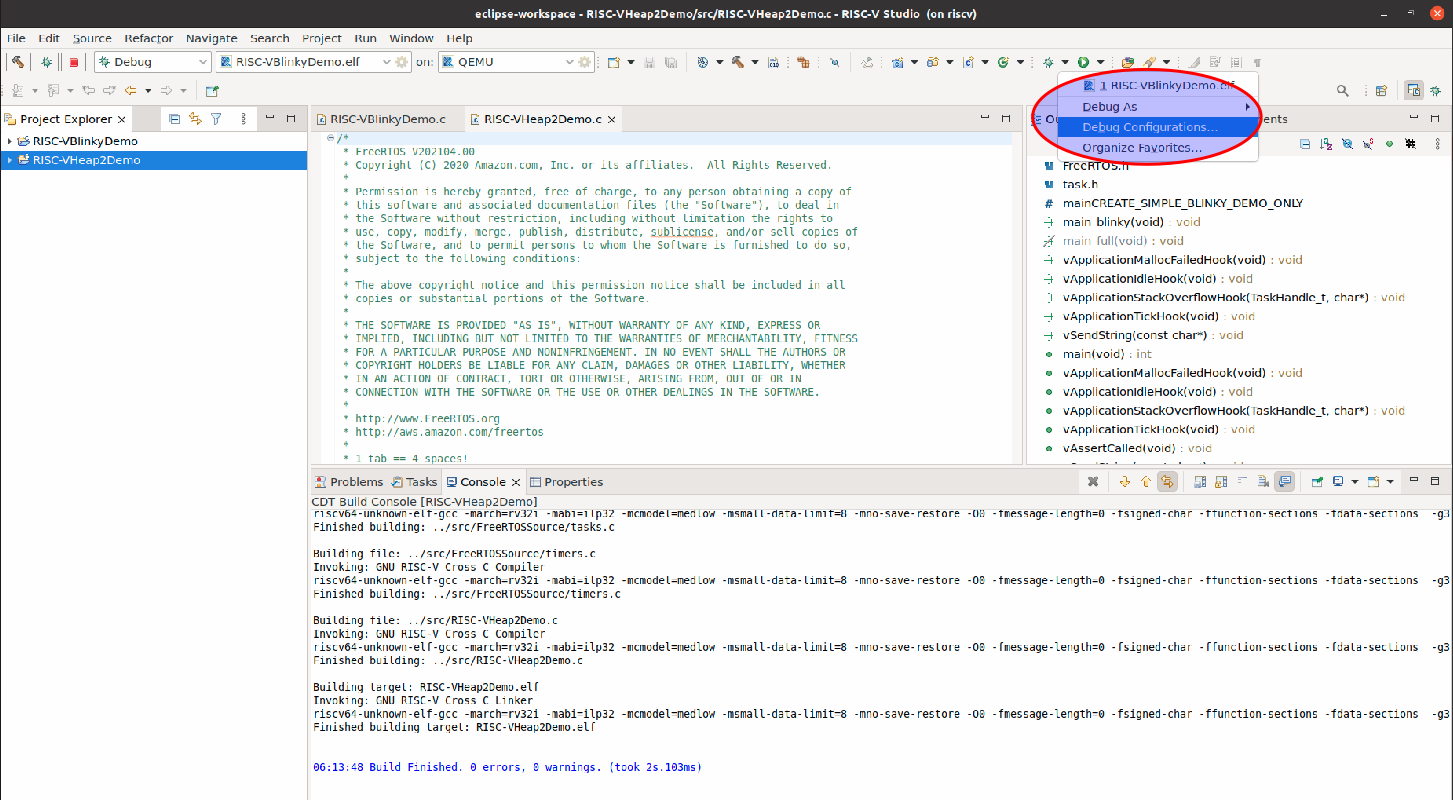 eclipse-workspace - RISC-VHeap2Demo/src/RISC-VHeap2Demo.c - RISC-V Studio  (on riscv)
File Edit Source Refactor Navigate Search Project Run Window Help
Debug RISC-VBlinkyDemo.elf on: QEMU
1 RISC-VBlinkyDemo.elf
Debug As
Debug Configurations...
Organize Favorites...
Project Explorer
RISC-VBlinkyDemo
RISC-VHeap2Demo
RISC-VBlinkyDemo.c RISC-VHeap2Demo.c
/*
 * FreeRTOS V202104.00
 * Copyright (C) 2020 Amazon.com, Inc. or its affiliates.  All Rights Reserved.
 *
 * Permission is hereby granted, free of charge, to any person obtaining a copy of
 * this software and associated documentation files (the "Software"), to deal in
 * the Software without restriction, including without limitation the rights to
 * use, copy, modify, merge, publish, distribute, sublicense, and/or sell copies of
 * the Software, and to permit persons to whom the Software is furnished to do so,
 * subject to the following conditions:
 *
 * The above copyright notice and this permission notice shall be included in all
 * copies or substantial portions of the Software.
 *
 * THE SOFTWARE IS PROVIDED "AS IS", WITHOUT WARRANTY OF ANY KIND, EXPRESS OR
 * IMPLIED, INCLUDING BUT NOT LIMITED TO THE WARRANTIES OF MERCHANTABILITY, FITNESS
 * FOR A PARTICULAR PURPOSE AND NONINFRINGEMENT. IN NO EVENT SHALL THE AUTHORS OR
 * COPYRIGHT HOLDERS BE LIABLE FOR ANY CLAIM, DAMAGES OR OTHER LIABILITY, WHETHER
 * IN AN ACTION OF CONTRACT, TORT OR OTHERWISE, ARISING FROM, OUT OF OR IN
 * CONNECTION WITH THE SOFTWARE OR THE USE OR OTHER DEALINGS IN THE SOFTWARE.
 *
 * http://www.FreeRTOS.org
 * http://aws.amazon.com/freertos
 *
 * 1 tab == 4 spaces!
FreeRTOS.h
task.h
mainCREATE_SIMPLE_BLINKY_DEMO_ONLY
main_blinky(void) : void
main_full(void) : void
vApplicationMallocFailedHook(void) : void
vApplicationIdleHook(void) : void
vApplicationStackOverflowHook(TaskHandle_t, char*) : void
vApplicationTickHook(void) : void
vSendString(const char*) : void
main(void) : int
vApplicationMallocFailedHook(void) : void
vApplicationIdleHook(void) : void
vApplicationStackOverflowHook(TaskHandle_t, char*) : void
vApplicationTickHook(void) : void
vAssertCalled(void) : void
Problems Tasks Console Properties
CDT Build Console [RISC-VHeap2Demo]
riscv64-unknown-elf-gcc -march=rv32i -mabi=ilp32 -mcmodel=medlow -msmall-data-limit=8 -mno-save-restore -O0 -fmessage-length=0 -fsigned-char -ffunction-sections -fdata-sections  -g3
Finished building: ../src/FreeRTOSSource/tasks.c

Building file: ../src/FreeRTOSSource/timers.c
Invoking: GNU RISC-V Cross C Compiler
riscv64-unknown-elf-gcc -march=rv32i -mabi=ilp32 -mcmodel=medlow -msmall-data-limit=8 -mno-save-restore -O0 -fmessage-length=0 -fsigned-char -ffunction-sections -fdata-sections  -g3
Finished building: ../src/FreeRTOSSource/timers.c

Building file: ../src/RISC-VHeap2Demo.c
Invoking: GNU RISC-V Cross C Compiler
riscv64-unknown-elf-gcc -march=rv32i -mabi=ilp32 -mcmodel=medlow -msmall-data-limit=8 -mno-save-restore -O0 -fmessage-length=0 -fsigned-char -ffunction-sections -fdata-sections  -g3
Finished building: ../src/RISC-VHeap2Demo.c

Building target: RISC-VHeap2Demo.elf
Invoking: GNU RISC-V Cross C Linker
riscv64-unknown-elf-gcc -march=rv32i -mabi=ilp32 -mcmodel=medlow -msmall-data-limit=8 -mno-save-restore -O0 -fmessage-length=0 -fsigned-char -ffunction-sections -fdata-sections  -g3
Finished building target: RISC-VHeap2Demo.elf

06:13:48 Build Finished. 0 errors, 0 warnings. (took 2s.103ms)